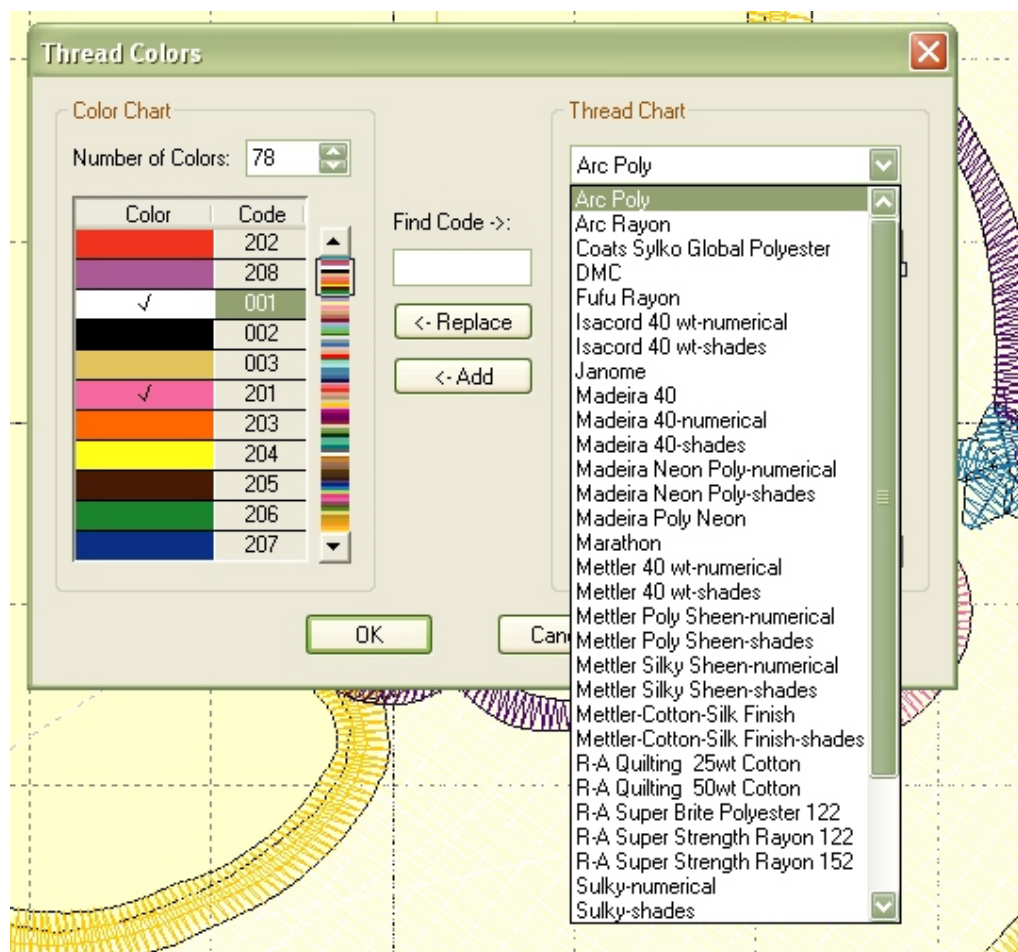 Thread Colors
Color Chart
Number of Colors: 78
Color Code
202
208
√ 001
002
003
√ 201
203
204
205
206
207
Find Code ->:
<- Replace
<- Add
OK
Thread Chart
Arc Poly
Arc Poly
Arc Rayon
Coats Sylko Global Polyester
DMC
Fufu Rayon
Isacord 40 wt-numerical
Isacord 40 wt-shades
Janome
Madeira 40
Madeira 40-numerical
Madeira 40-shades
Madeira Neon Poly-numerical
Madeira Neon Poly-shades
Madeira Poly Neon
Marathon
Mettler 40 wt-numerical
Mettler 40 wt-shades
Mettler Poly Sheen-numerical
Mettler Poly Sheen-shades
Mettler Silky Sheen-numerical
Mettler Silky Sheen-shades
Mettler-Cotton-Silk Finish
Mettler-Cotton-Silk Finish-shades
R-A Quilting  25wt Cotton
R-A Quilting  50wt Cotton
R-A Super Brite Polyester 122
R-A Super Strength Rayon 122
R-A Super Strength Rayon 152
Sulky-numerical
Sulky-shades